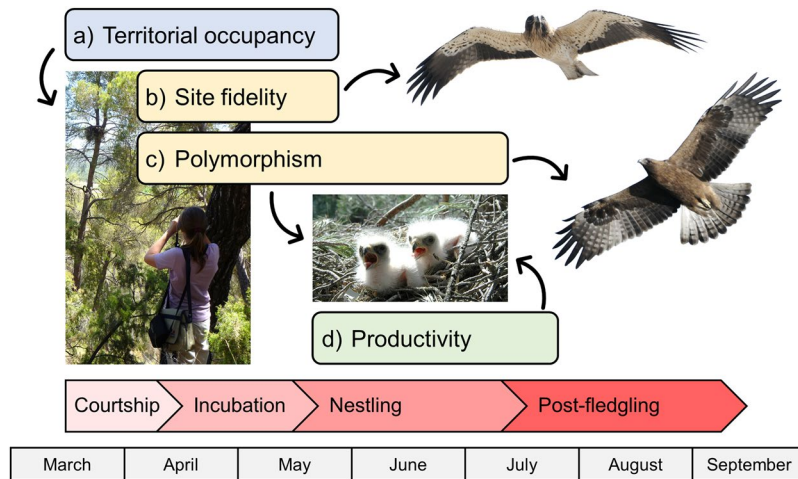 a) Territorial occupancy
b) Site fidelity
c) Polymorphism
d) Productivity
Courtship Incubation Nestling Post-fledgling
March April May June July August September